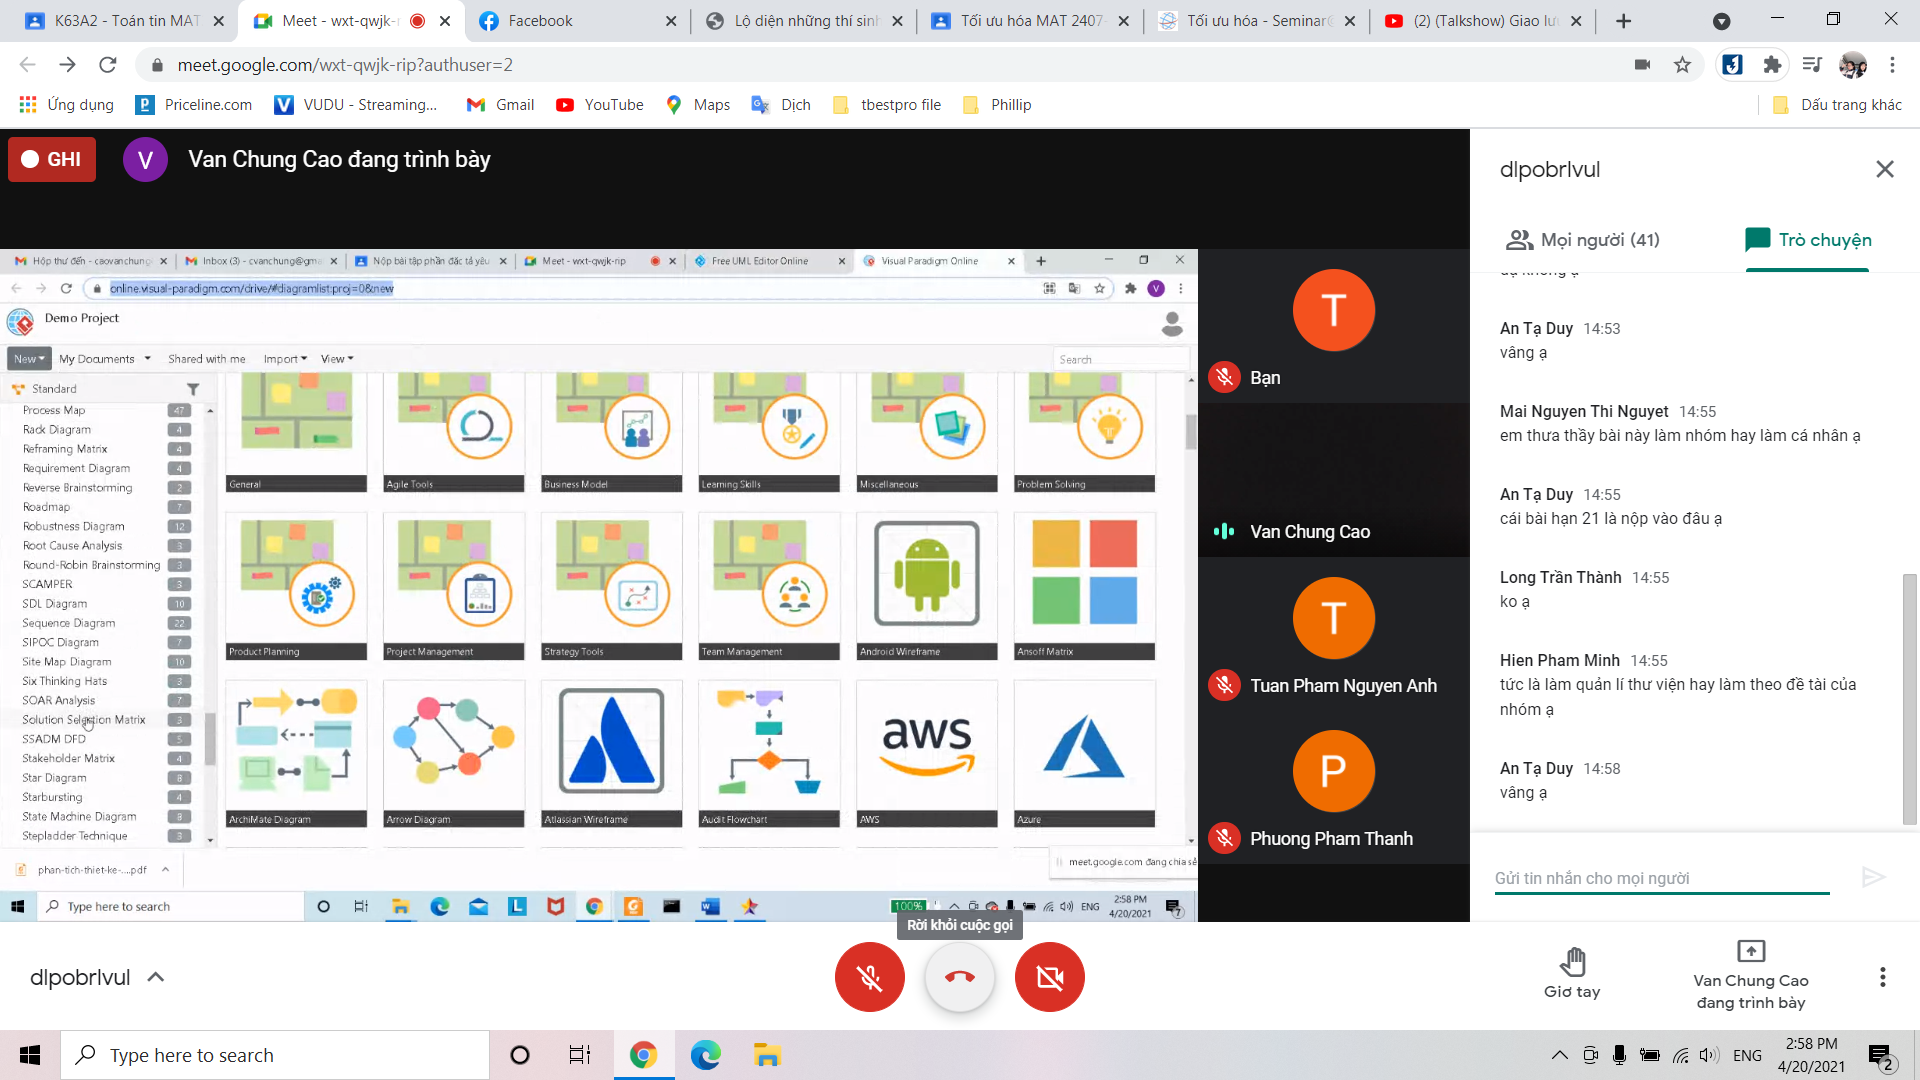 K63A2 - Toán tin MAT
Meet - wxt-qwjk-r
Facebook
Lộ diện những thí sinh
Tối ưu hóa MAT 2407
Tối ưu hóa - Seminar
(2) (Talkshow) Giao lưu
meet.google.com/wxt-qwjk-rip?authuser=2
Ứng dụng
Priceline.com
VUDU - Streaming...
Gmail
YouTube
Maps
Dịch
tbestpro file
Phillip
Dấu trang khác
GHI
V
Van Chung Cao đang trình bày
Hộp thư đến - caovanchung
Inbox (3) - cvanchung@gma
Nộp bài tập phần đặc tả yêu
Meet - wxt-qwjk-rip
Free UML Editor Online
Visual Paradigm Online
online.visual-paradigm.com/drive/#diagramlist:proj=0&new
V
Demo Project
New
My Documents
Shared with me
Import
View
Search
Standard
Process Map 47
Rack Diagram 4
Reframing Matrix 4
Requirement Diagram 4
Reverse Brainstorming 2
Roadmap 7
Robustness Diagram 12
Root Cause Analysis 3
Round-Robin Brainstorming 3
SCAMPER 3
SDL Diagram 10
Sequence Diagram 22
SIPOC Diagram 7
Site Map Diagram 10
Six Thinking Hats 3
SOAR Analysis 7
Solution Selection Matrix 3
SSADM DFD 5
Stakeholder Matrix 4
Star Diagram 8
Starbursting 4
State Machine Diagram 8
Stepladder Technique 3
General
Agile Tools
Business Model
Learning Skills
Miscellaneous
Problem Solving
Product Planning
Project Management
Strategy Tools
Team Management
Android Wireframe
Ansoff Matrix
aws
ArchiMate Diagram
Arrow Diagram
Atlassian Wireframe
Audit Flowchart
AWS
Azure
phan-tich-thiet-ke-....pdf
meet.google.com đang chia sẻ
Type here to search
100%
ENG
2:58 PM
4/20/2021
7
T
Bạn
Van Chung Cao
T
Tuan Pham Nguyen Anh
P
Phuong Pham Thanh
dlpobrlvul
Mọi người (41)
Trò chuyện
An Tạ Duy 14:53
vâng ạ
Mai Nguyen Thi Nguyet 14:55
em thưa thầy bài này làm nhóm hay làm cá nhân ạ
An Tạ Duy 14:55
cái bài hạn 21 là nộp vào đâu ạ
Long Trần Thành 14:55
ko ạ
Hien Pham Minh 14:55
tức là làm quản lí thư viện hay làm theo đề tài của
nhóm ạ
An Tạ Duy 14:58
vâng ạ
Gửi tin nhắn cho mọi người
Rời khỏi cuộc gọi
dlpobrlvul
Giơ tay
Van Chung Cao
đang trình bày
Type here to search
ENG
2:58 PM
4/20/2021
2